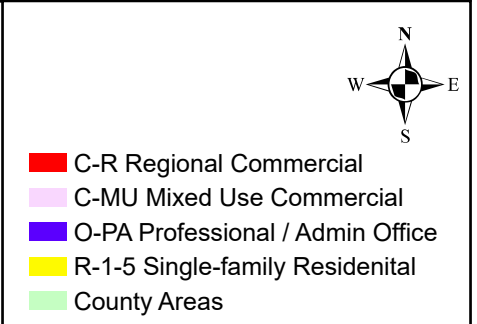 N
W E
S
C-R Regional Commercial
C-MU Mixed Use Commercial
O-PA Professional / Admin Office
R-1-5 Single-family Residenital
County Areas